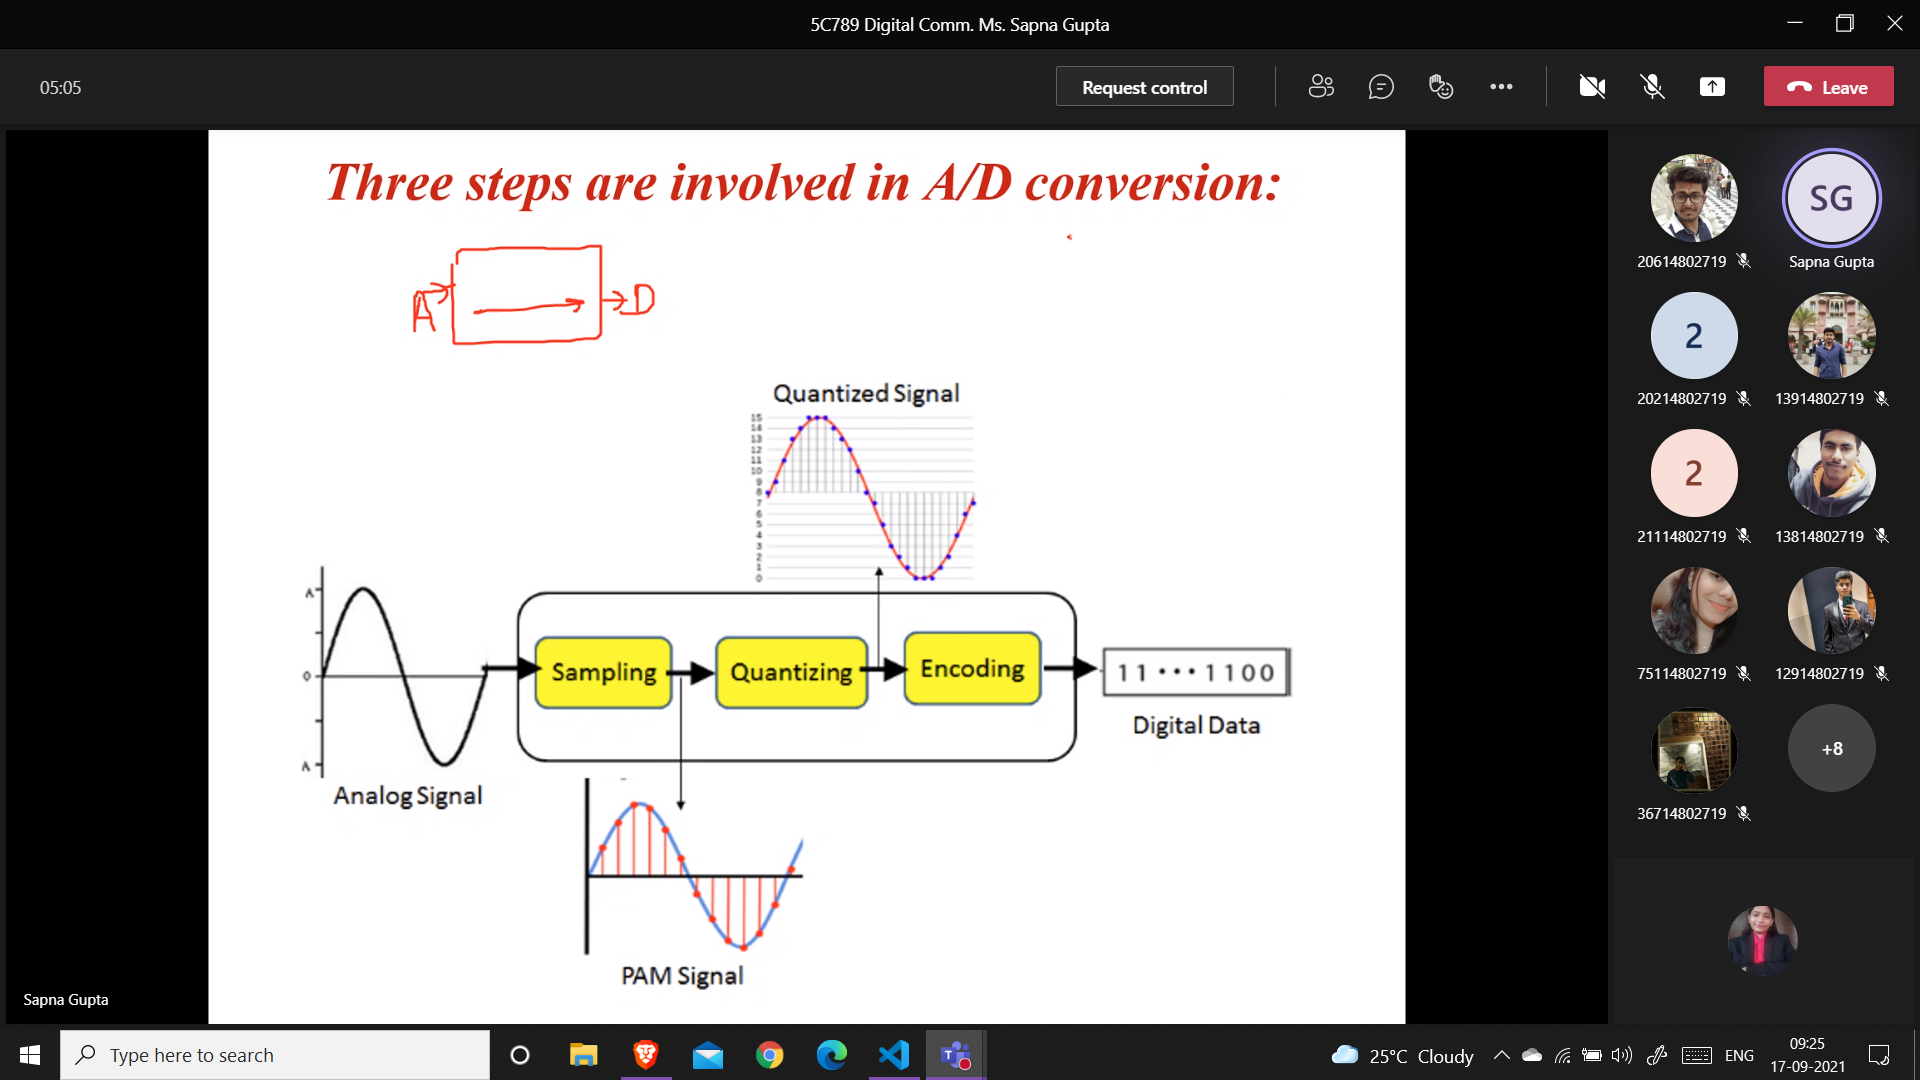 5C789 Digital Comm. Ms. Sapna Gupta
05:05
Request control
Leave
Three steps are involved in A/D conversion:
A
D
Quantized Signal
15
14
13
12
11
10
9
8
7
6
5
4
3
2
1
0
A
0
A
Analog Signal
Sampling
Quantizing
Encoding
11···1100
Digital Data
PAM Signal
Sapna Gupta
20614802719
SG
Sapna Gupta
2
20214802719
13914802719
2
21114802719
13814802719
75114802719
12914802719
36714802719
+8
Type here to search
25°C Cloudy
ENG
09:25
17-09-2021